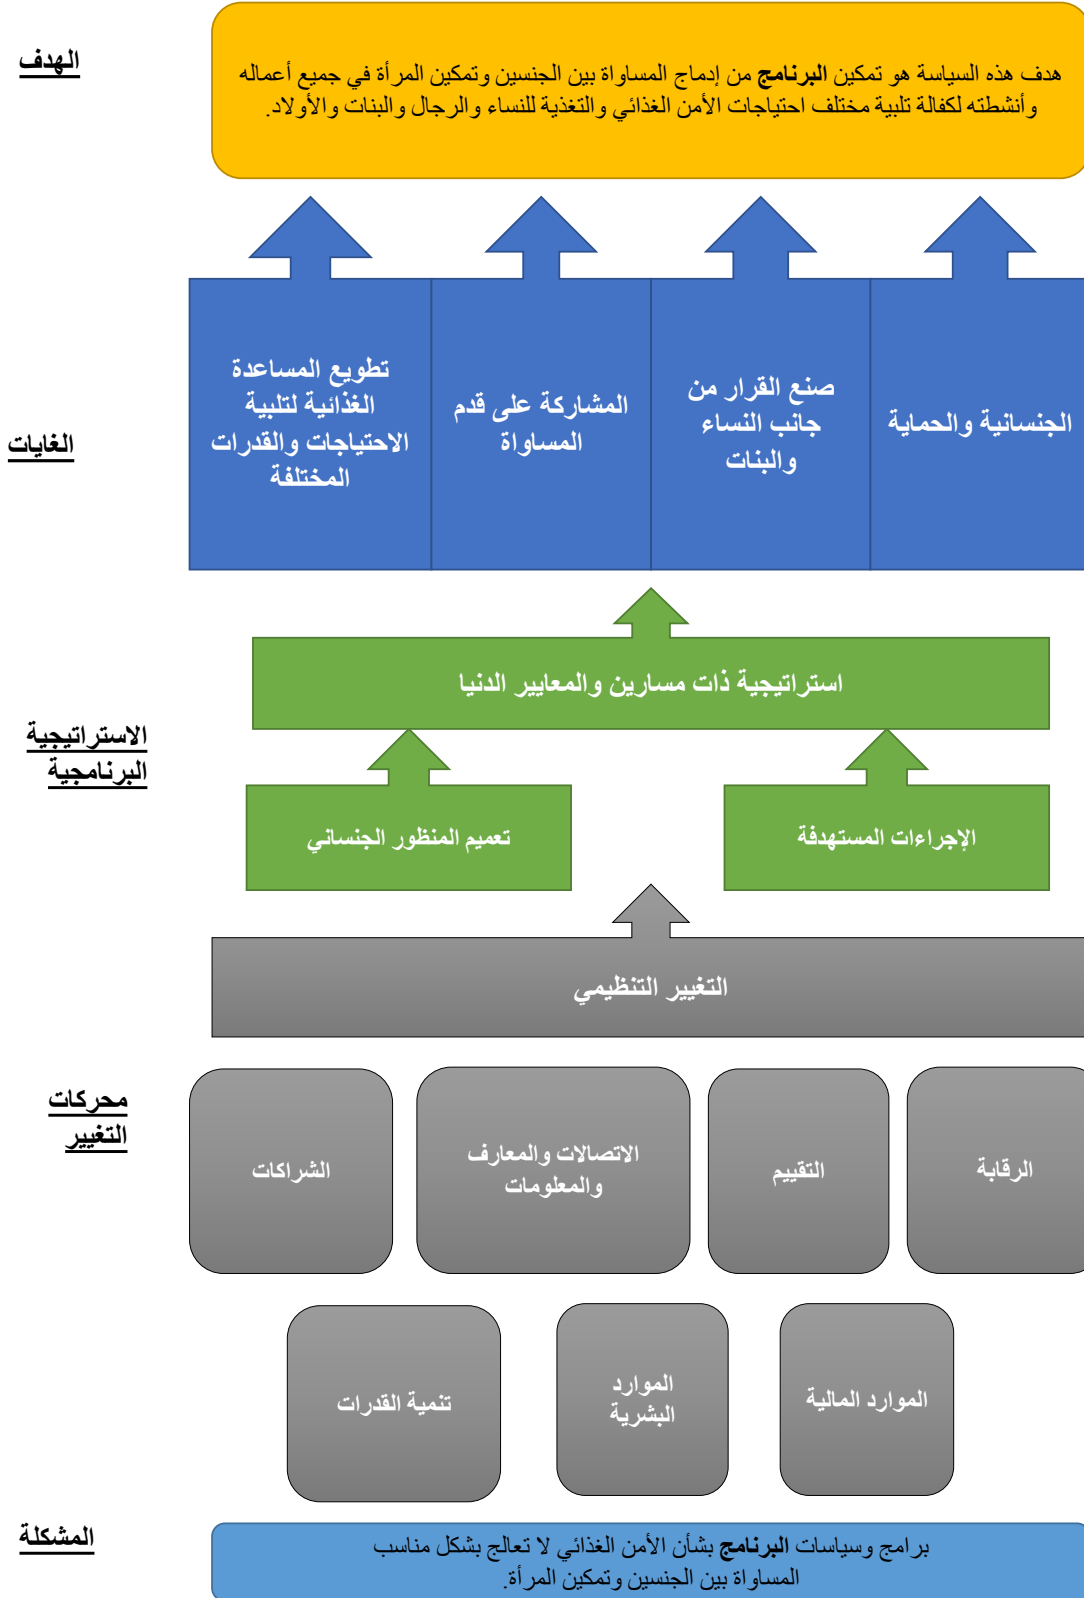 الهدف
هدف هذه السياسة هو تمكين البرنامج من إدماج المساواة بين الجنسين وتمكين المرأة في جميع أعماله
وأنشطته لكفالة تلبية مختلف احتياجات الأمن الغذائي والتغذية للنساء والرجال والبنات والأولاد.
الغايات
الجنسانية والحماية
صنع القرار من
جانب النساء
والبنات
المشاركة على قدم
المساواة
تطويع المساعدة
الغذائية لتلبية
الاحتياجات والقدرات
المختلفة
استراتيجية ذات مسارين والمعايير الدنيا
الاستراتيجية
البرنامجية
الإجراءات المستهدفة
تعميم المنظور الجنساني
التغيير التنظيمي
محركات
التغيير
الرقابة
التقييم
الاتصالات والمعارف
والمعلومات
الشراكات
الموارد المالية
الموارد
البشرية
تنمية القدرات
المشكلة
برامج وسياسات البرنامج بشأن الأمن الغذائي لا تعالج بشكل مناسب
المساواة بين الجنسين وتمكين المرأة.